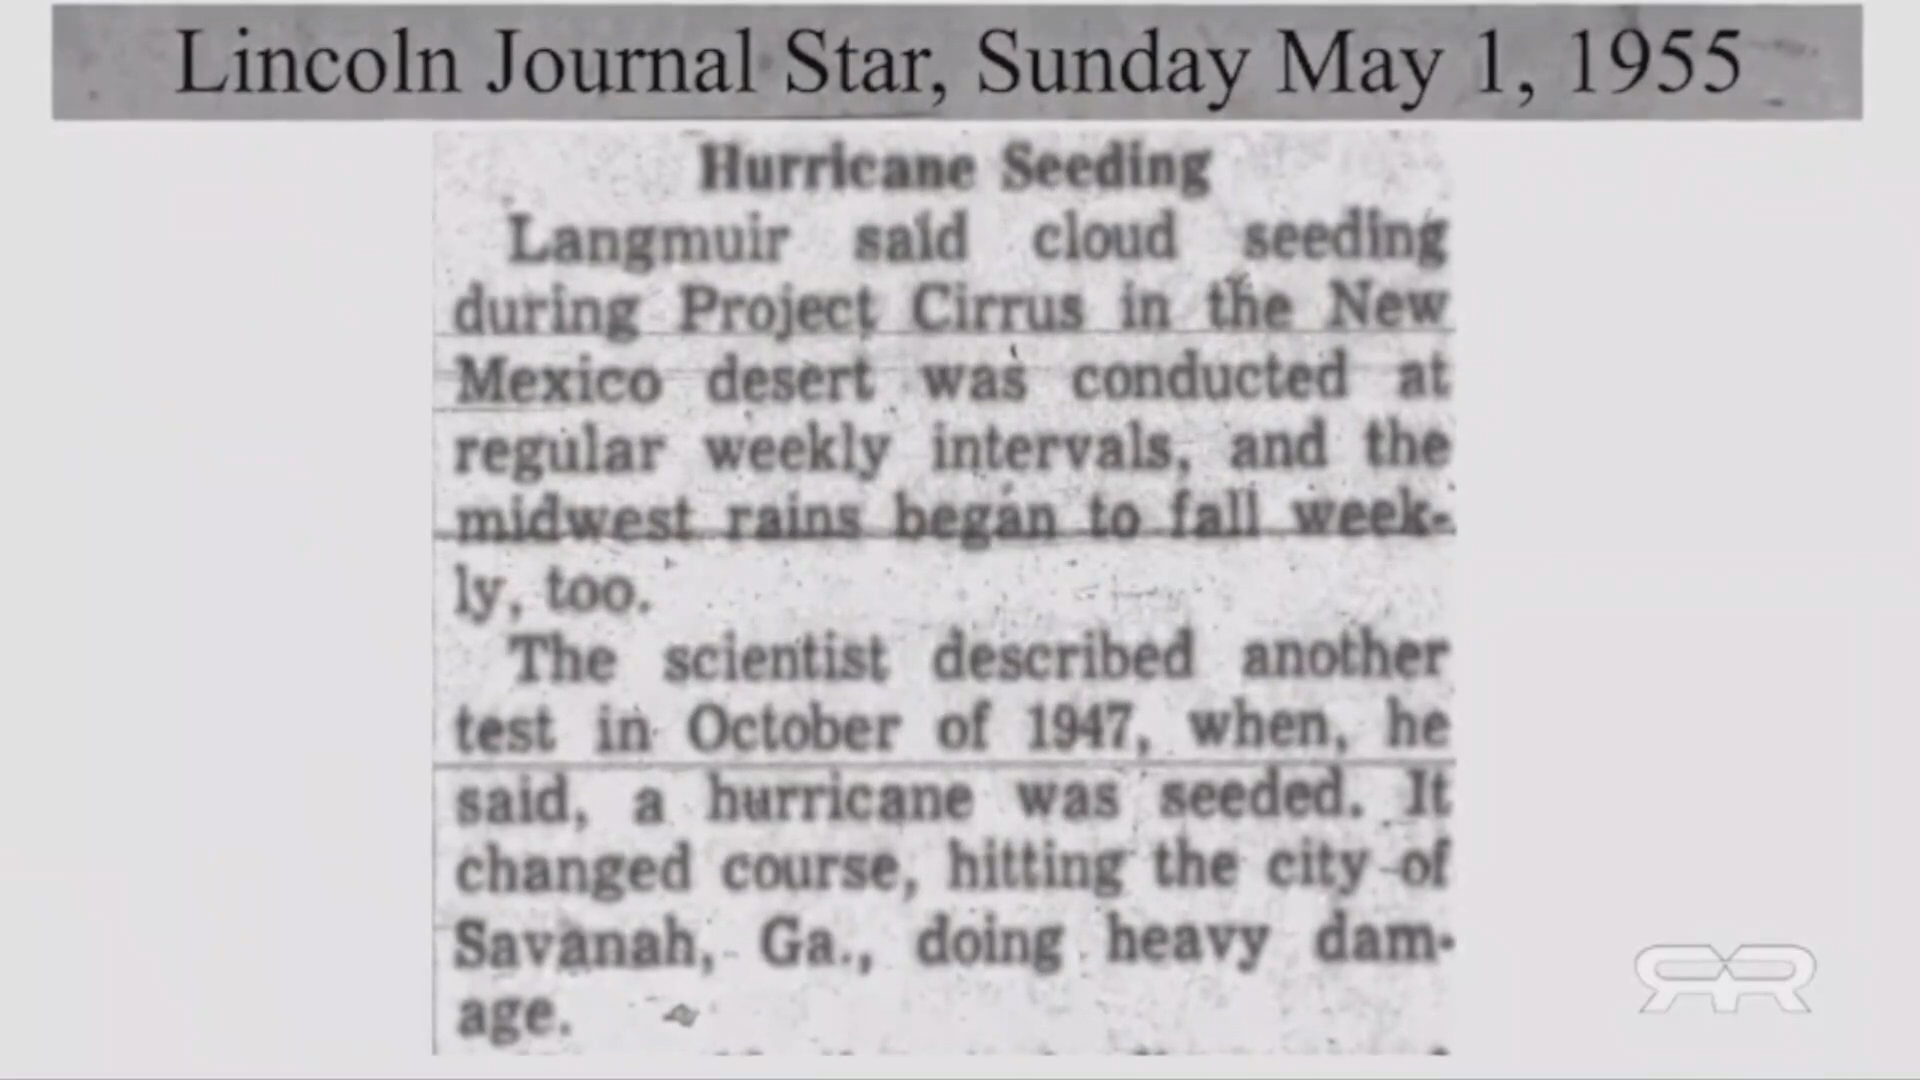 Lincoln Journal Star, Sunday May 1, 1955
Hurricane Seeding
Langmuir said cloud seeding
during Project Cirrus in the New
Mexico desert was conducted at
regular weekly intervals, and the
midwest rains began to fall week-
ly, too.
The scientist described another
test in October of 1947, when, he
said, a hurricane was seeded. It
changed course, hitting the city of
Savanah, Ga., doing heavy dam-
age.